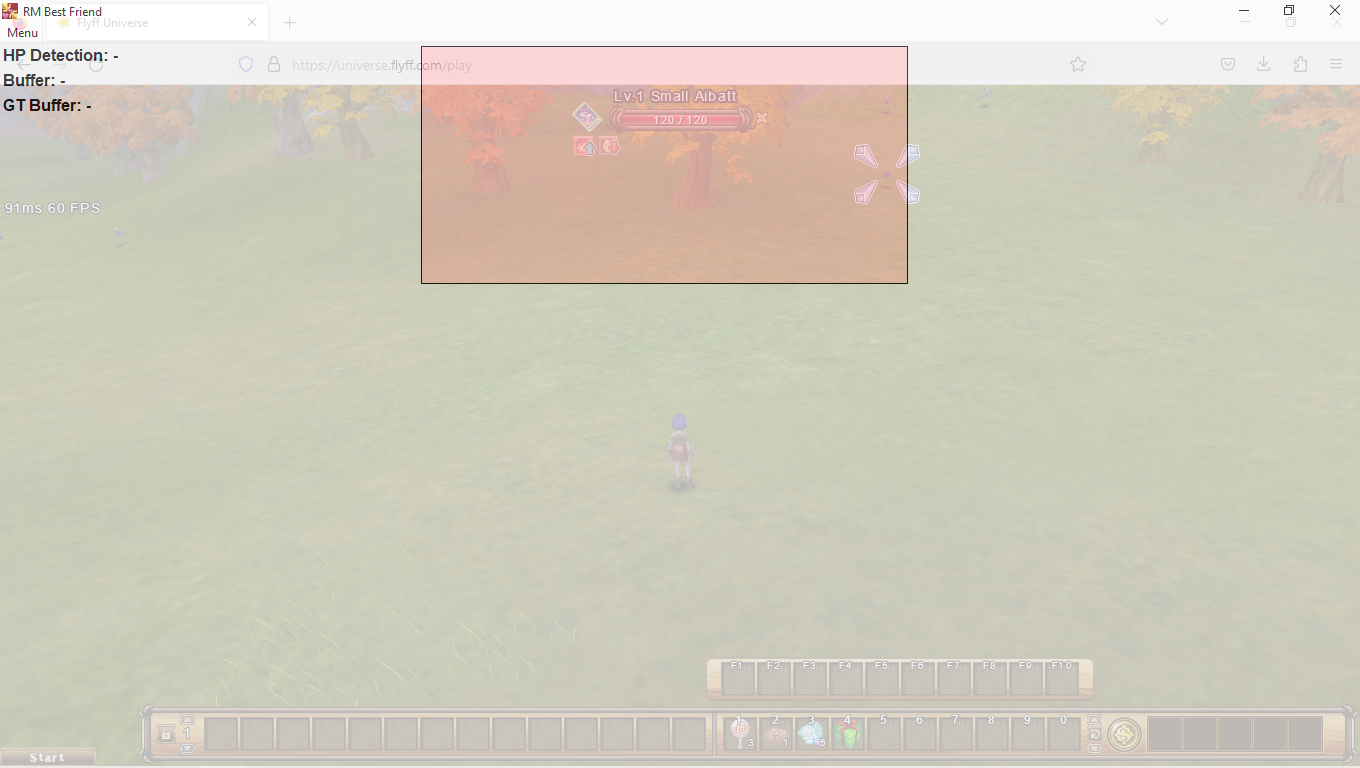 RM Best Friend
Flyff Universe
Menu
HP Detection: -
https://universe.flyff.com/play
Buffer: -
GT Buffer: -
Lv.1 Small Aibatt
120 / 120
91ms 60 FPS
F1 F2 F3 F4 F5 F6 F7 F8 F9 F10
1
1 2 3 4 5 6 7 8 9 0
3 1 5
Start